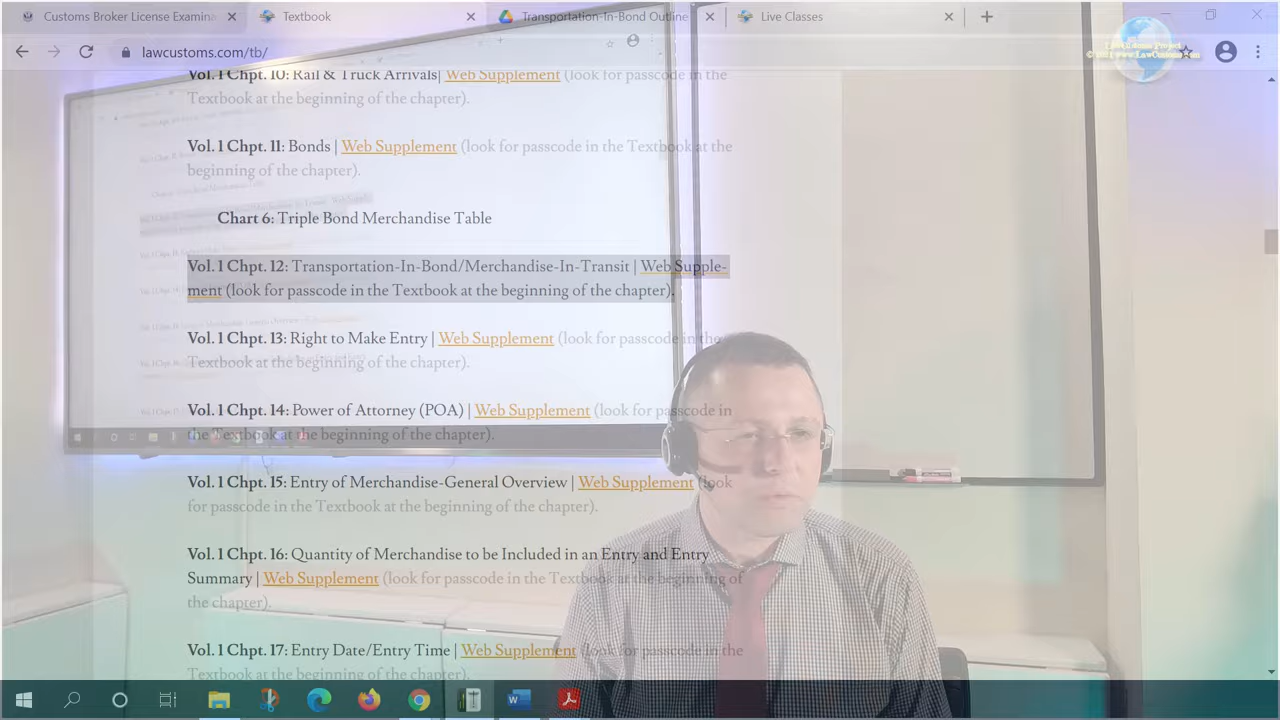 Customs Broker License Examina
Textbook
Transportation-In-Bond Outline
Live Classes
lawcustoms.com/tb/
Vol. 1 Chpt. 10: Rail & Truck Arrivals| Web Supplement (look for passcode in the
Textbook at the beginning of the chapter).
Vol. 1 Chpt. 11: Bonds | Web Supplement (look for passcode in the Textbook at the
beginning of the chapter).
Chart 6: Triple Bond Merchandise Table
Vol. 1 Chpt. 12: Transportation-In-Bond/Merchandise-In-Transit | Web Supple-
ment (look for passcode in the Textbook at the beginning of the chapter).
Vol. 1 Chpt. 13: Right to Make Entry | Web Supplement (look for passcode in the
Textbook at the beginning of the chapter).
Vol. 1 Chpt. 14: Power of Attorney (POA) | Web Supplement (look for passcode in
the Textbook at the beginning of the chapter).
Vol. 1 Chpt. 15: Entry of Merchandise-General Overview | Web Supplement (look
for passcode in the Textbook at the beginning of the chapter).
Vol. 1 Chpt. 16: Quantity of Merchandise to be Included in an Entry and Entry
Summary | Web Supplement (look for passcode in the Textbook at the beginning of
the chapter).
Vol. 1 Chpt. 17: Entry Date/Entry Time | Web Supplement (look for passcode in the
Textbook at the beginning of the chapter).